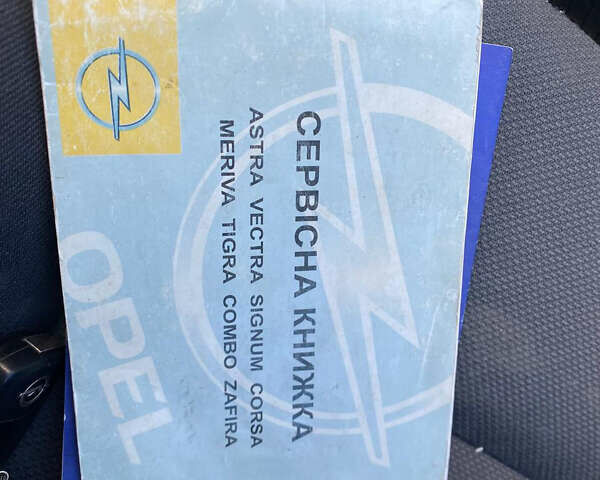 OPEL
СЕРВІСНА КНИЖКА
ASTRA VECTRA SIGNUM CORSA
MERIVA TIGRA COMBO ZAFIRA